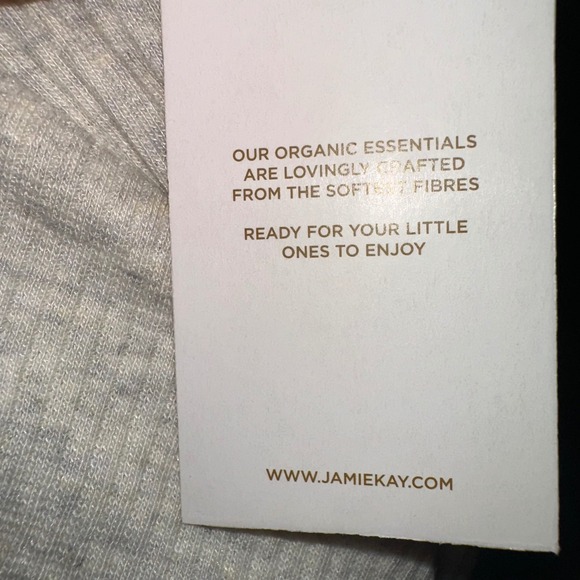 OUR ORGANIC ESSENTIALS
ARE LOVINGLY CRAFTED
FROM THE SOFTEST FIBRES
READY FOR YOUR LITTLE
ONES TO ENJOY
WWW.JAMIEKAY.COM